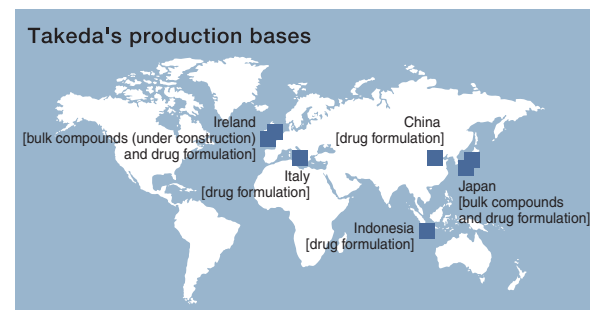 Takeda's production bases
Ireland
[bulk compounds (under construction)
and drug formulation]
China
[drug formulation]
Italy
[drug formulation]
Japan
[bulk compounds
and drug formulation]
Indonesia
[drug formulation]